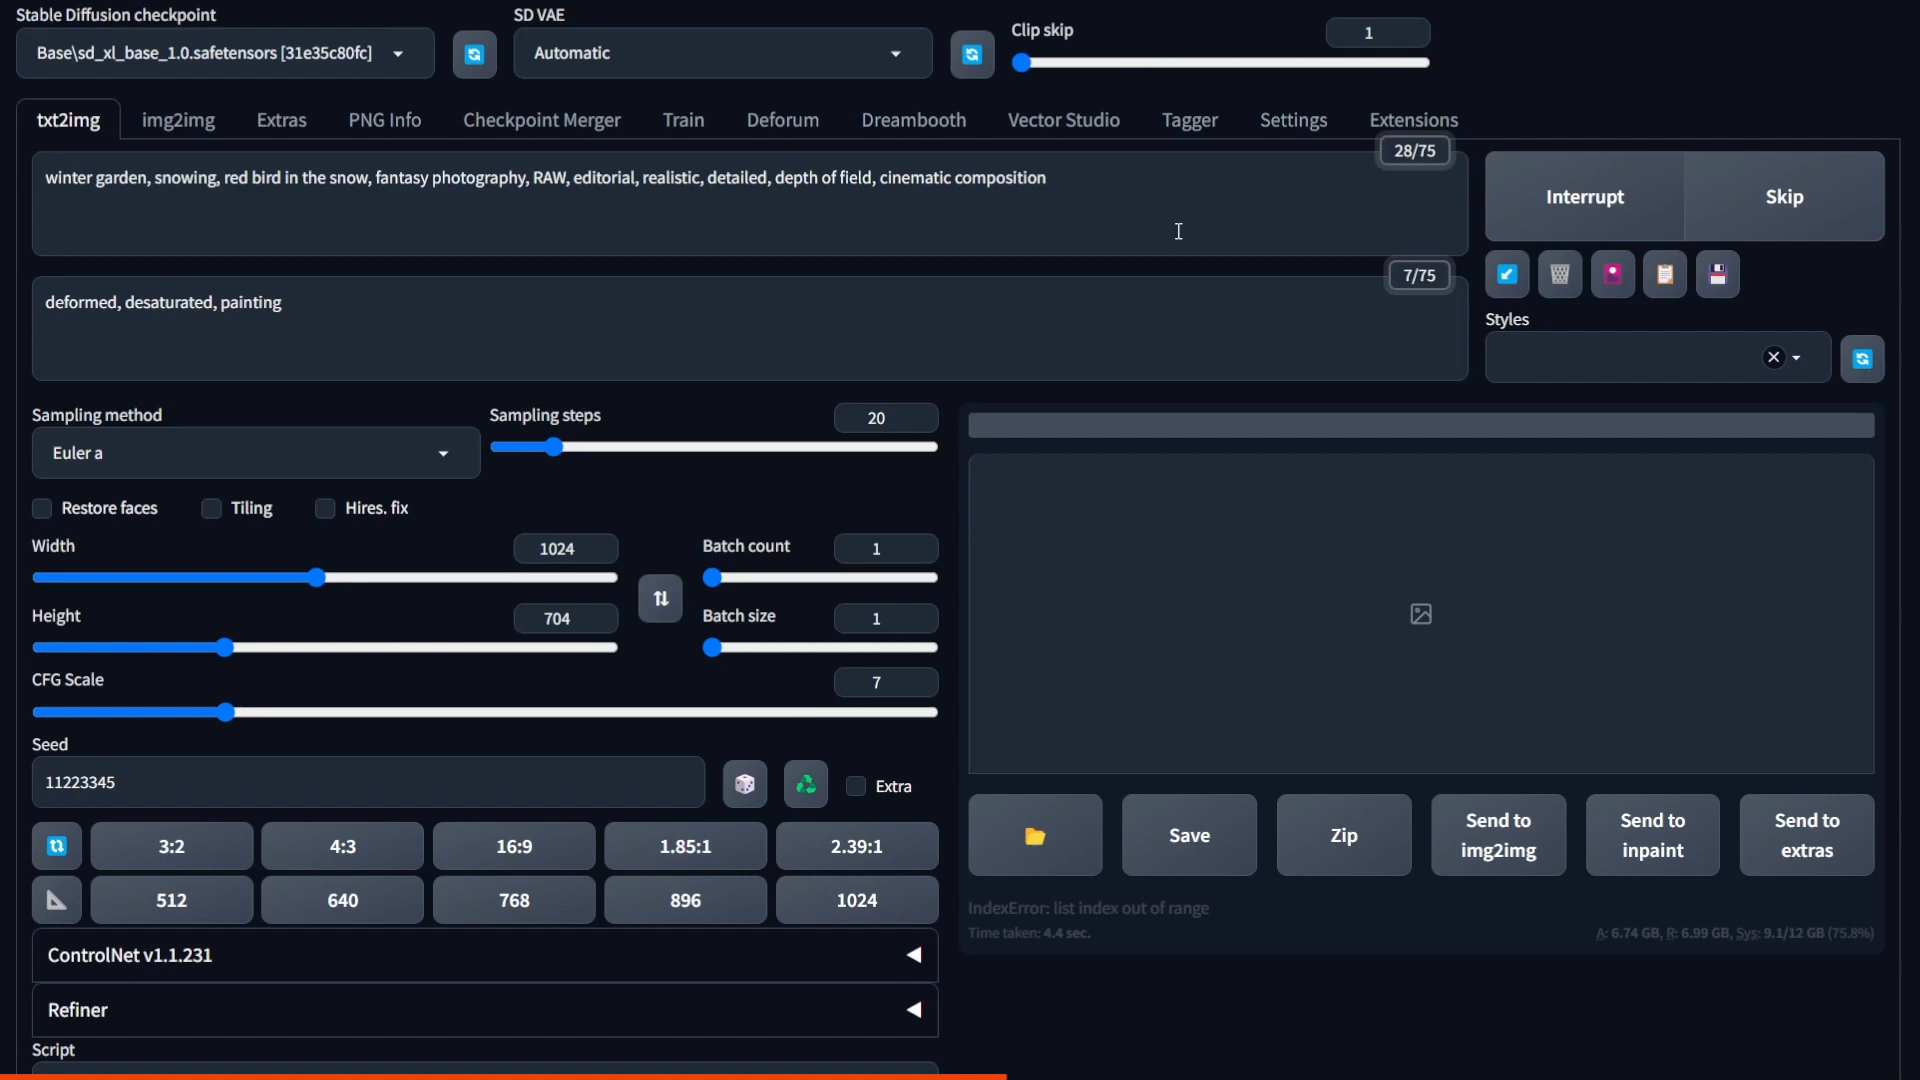 Stable Diffusion checkpoint
Base\sd_xl_base_1.0.safetensors [31e35c80fc]
SD VAE
Automatic
Clip skip
1
txt2img
img2img
Extras
PNG Info
Checkpoint Merger
Train
Deforum
Dreambooth
Vector Studio
Tagger
Settings
Extensions
28/75
winter garden, snowing, red bird in the snow, fantasy photography, RAW, editorial, realistic, detailed, depth of field, cinematic composition
Interrupt
Skip
7/75
deformed, desaturated, painting
Styles
Sampling method
Euler a
Sampling steps
20
Restore faces
Tiling
Hires. fix
Width
1024
Batch count
1
Height
704
Batch size
1
CFG Scale
7
Seed
11223345
Extra
3:2
4:3
16:9
1.85:1
2.39:1
512
640
768
896
1024
Save
Zip
Send to
img2img
Send to
inpaint
Send to
extras
IndexError: list index out of range
Time taken: 4.4 sec.
A: 6.74 GB, R: 6.99 GB, Sys: 9.1/12 GB (75.8%)
ControlNet v1.1.231
Refiner
Script